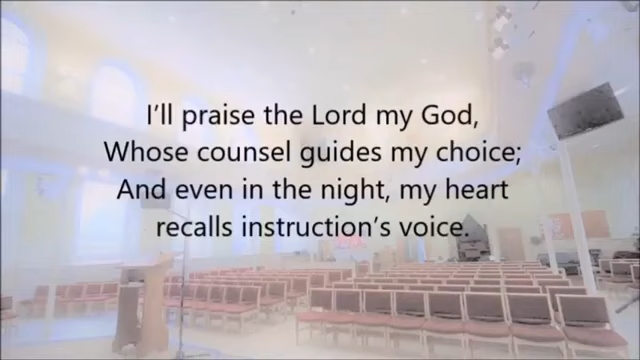 I’ll praise the Lord my God,
Whose counsel guides my choice;
And even in the night, my heart
recalls instruction’s voice.